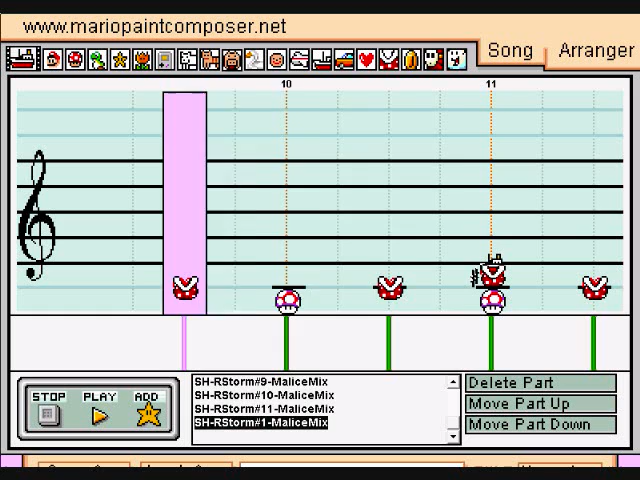 www.mariopaintcomposer.net
Song
Arranger
10
11
STOP
PLAY
ADD
SH-RStorm#9-MaliceMix
SH-RStorm#10-MaliceMix
SH-RStorm#11-MaliceMix
SH-RStorm#1-MaliceMix
Delete Part
Move Part Up
Move Part Down